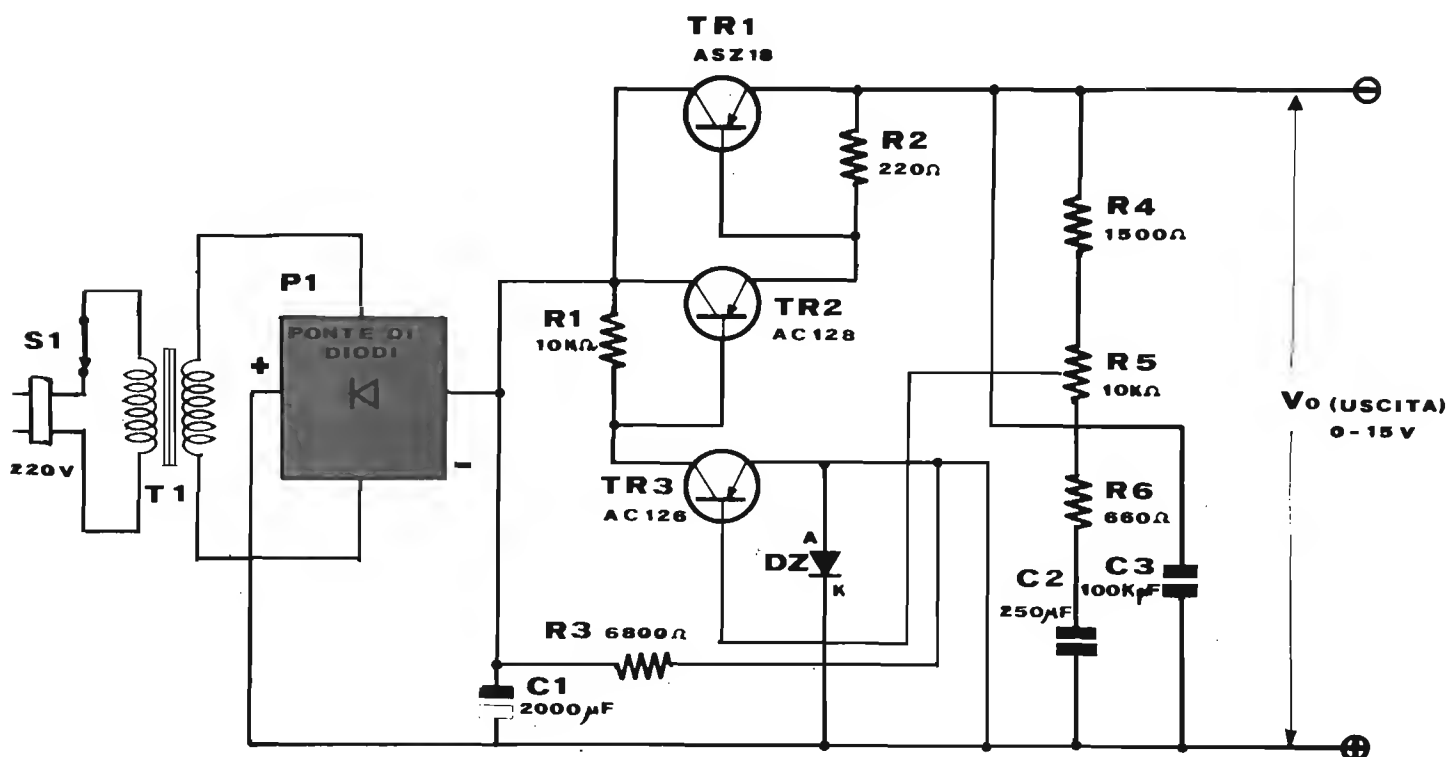 TR1
ASZ18
R2
220Ω
R4
1500Ω
P1
PONTE DI
DIODI
S1
+
-
220V
T1
R1
10KΩ
TR2
AC128
R5
10KΩ
Vo (USCITA)
0-15V
TR3
AC126
A
DZ
K
R6
660Ω
C2
250µF
C3
100KpF
R3 6800Ω
C1
2000µF